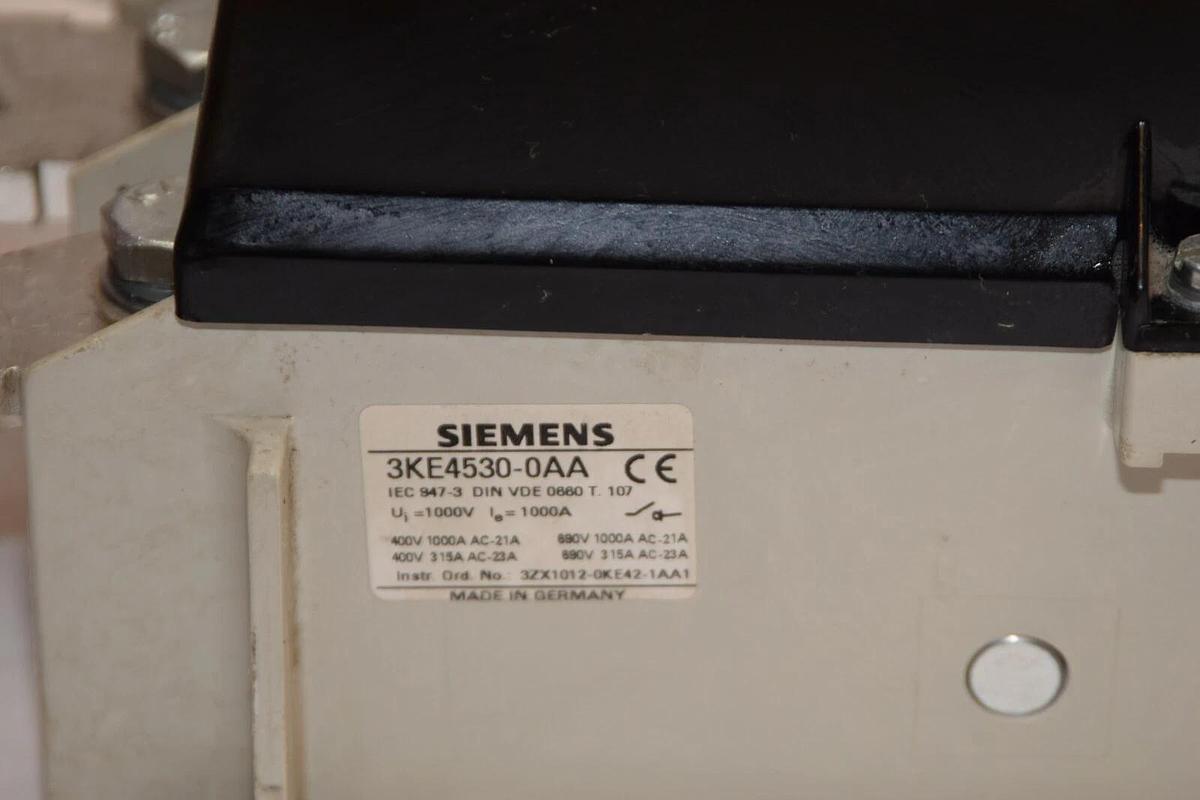 SIEMENS
3KE4530-0AA CE
IEC 947-3 DIN VDE 0660 T. 107
Ui =1000V Ie = 1000A
400V 1000A AC-21A 690V 1000A AC-21A
400V 315A AC-23A 690V 315A AC-23A
Instr. Ord. No.: 3ZX1012-0KE42-1AA1
MADE IN GERMANY